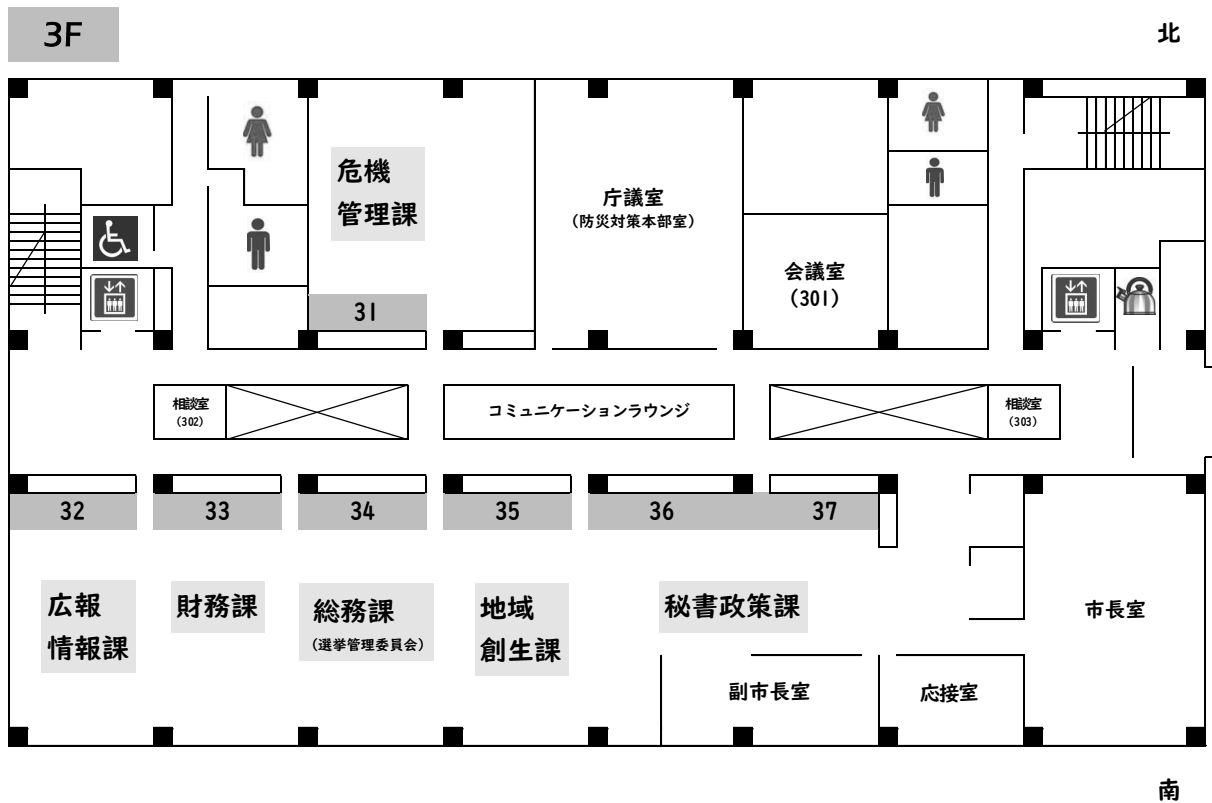 3F
北
危機
管理課
31
庁議室
(防災対策本部室)
会議室
(301)
相談室
(302)
コミュニケーションラウンジ
相談室
(303)
32
33
34
35
36
37
広報
情報課
財務課
総務課
(選挙管理委員会)
地域
創生課
秘書政策課
副市長室
応接室
市長室
南